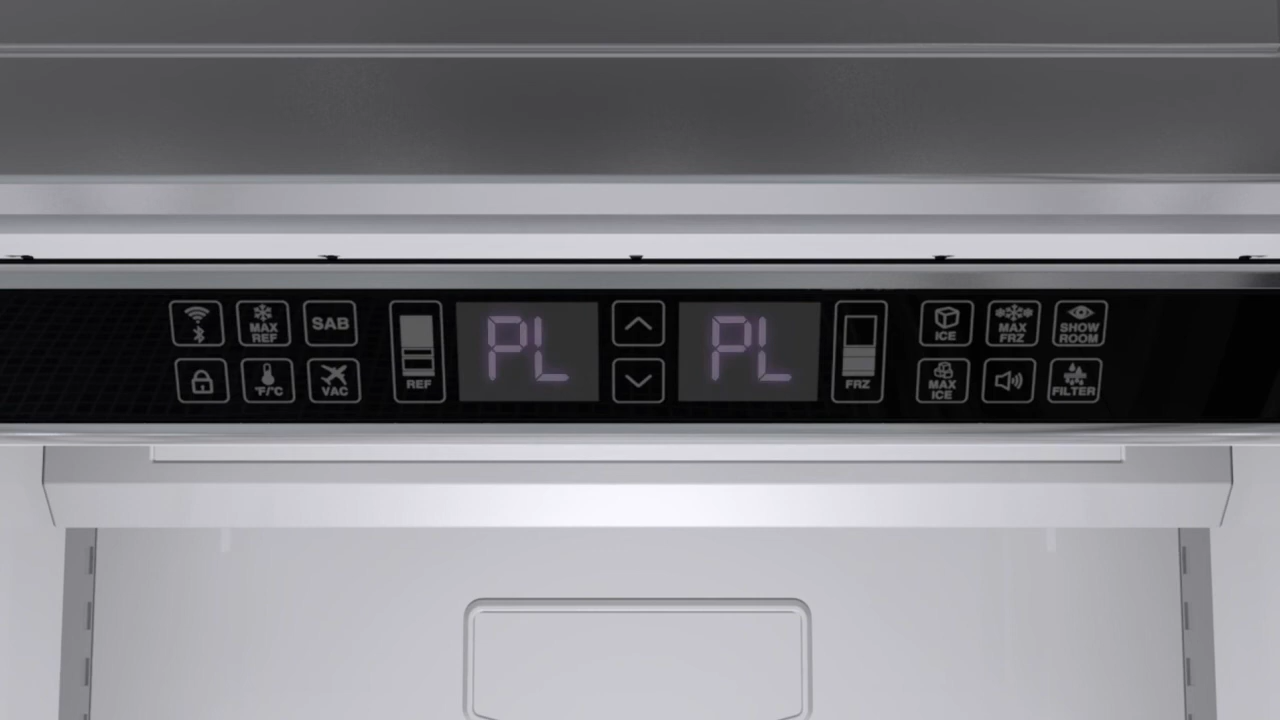 MAX
REF
SAB
REF
PL
PL
FRZ
ICE
MAX
FRZ
SHOW
ROOM
°F/°C
VAC
MAX
ICE
FILTER